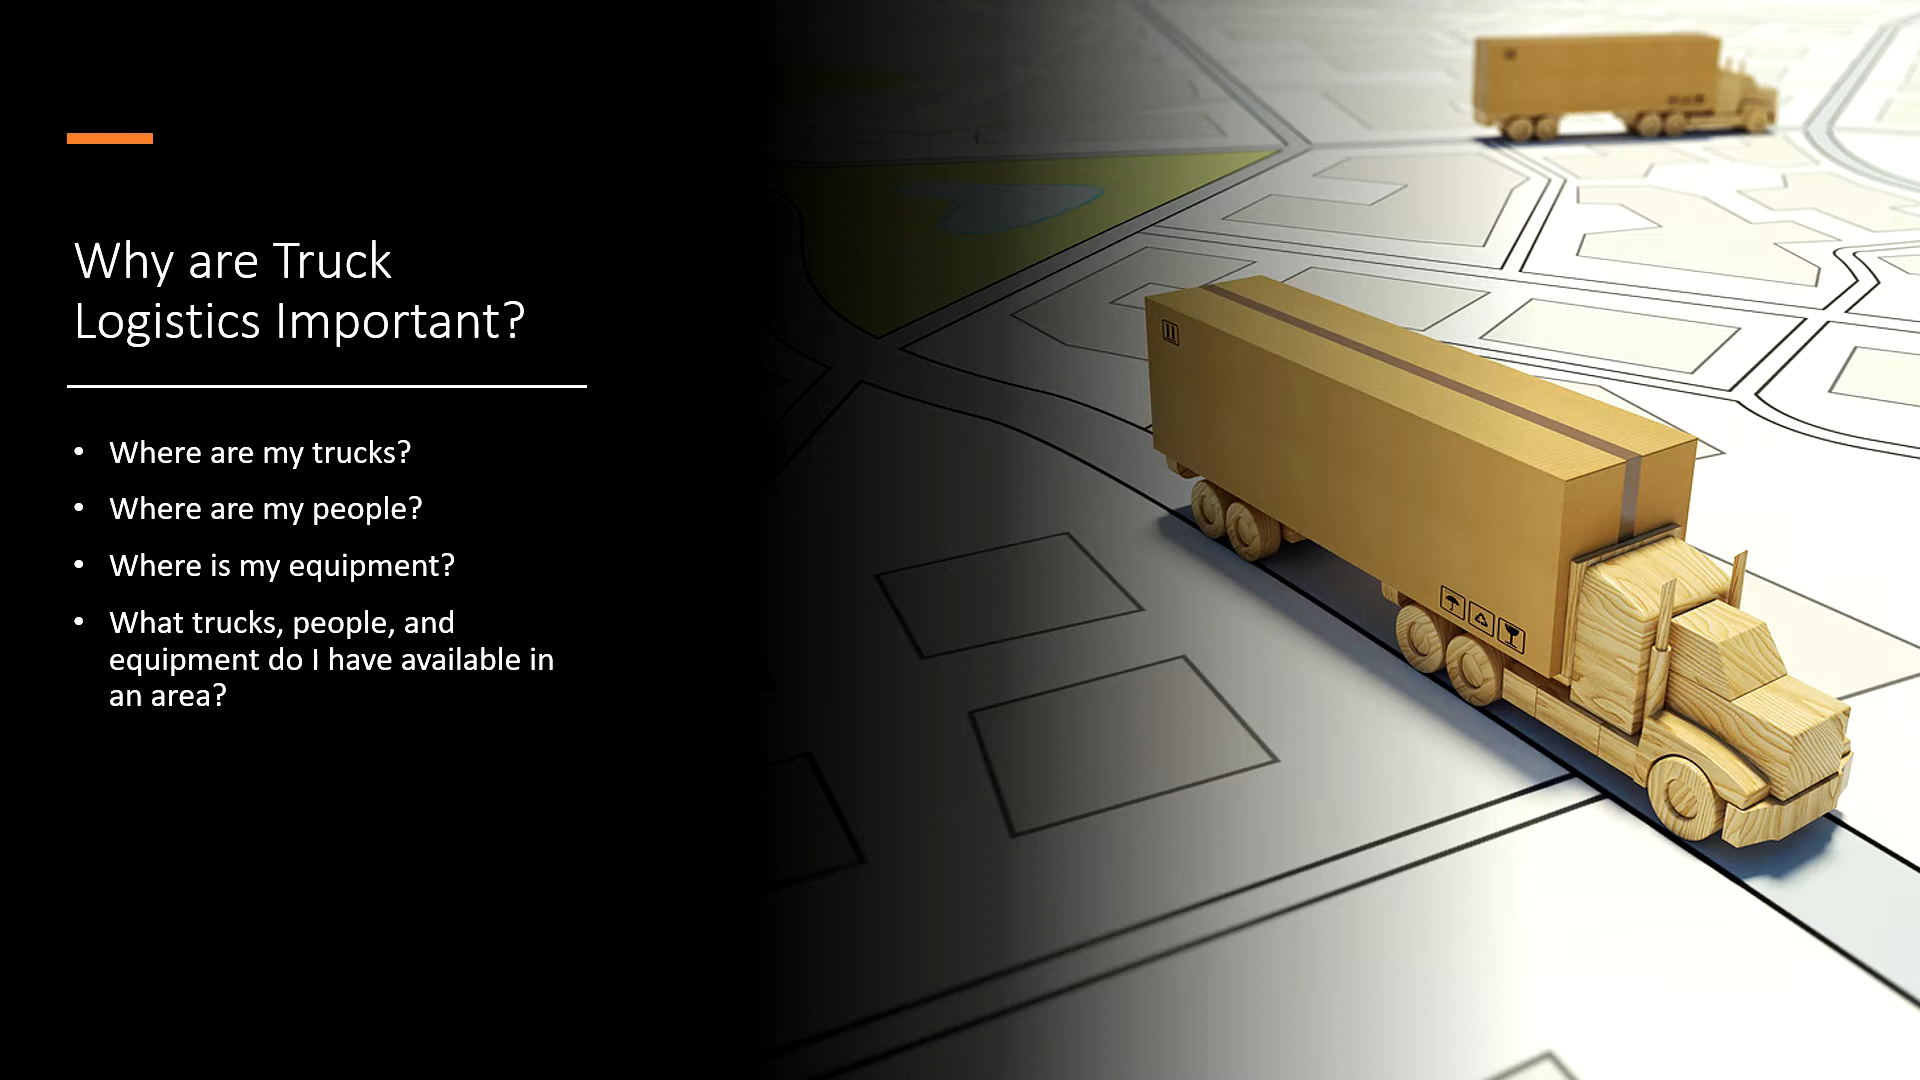 Why are Truck
Logistics Important?
• Where are my trucks?
• Where are my people?
• Where is my equipment?
• What trucks, people, and
equipment do I have available in
an area?